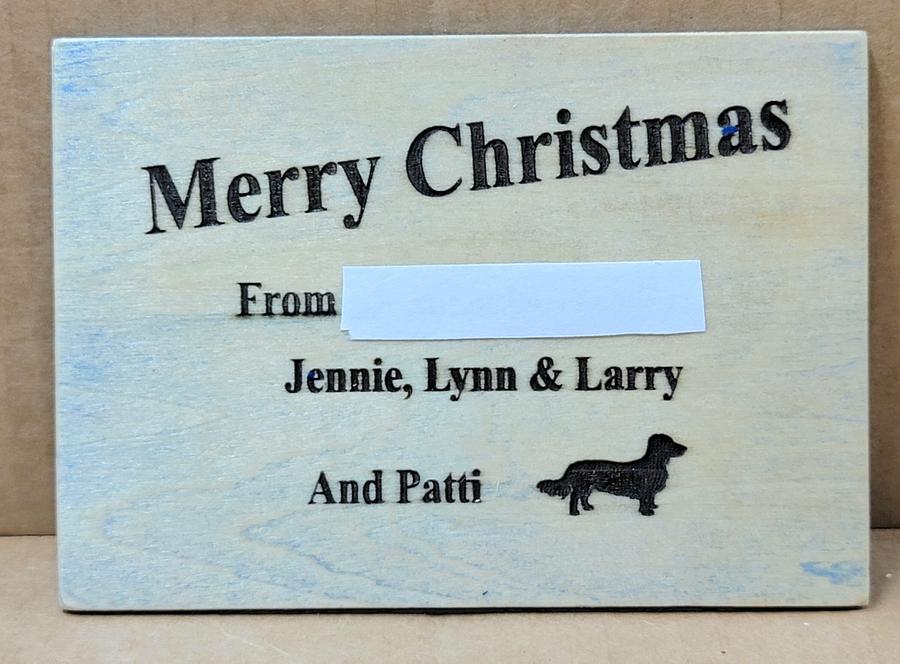 Merry Christmas
From
Jennie, Lynn & Larry
And Patti